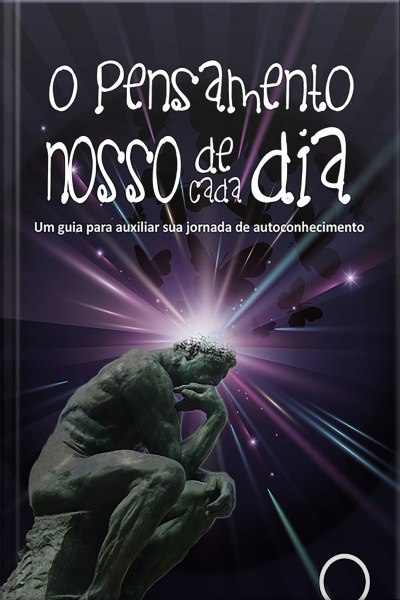 O Pensamento
nosso de cada dia
Um guia para auxiliar sua jornada de autoconhecimento